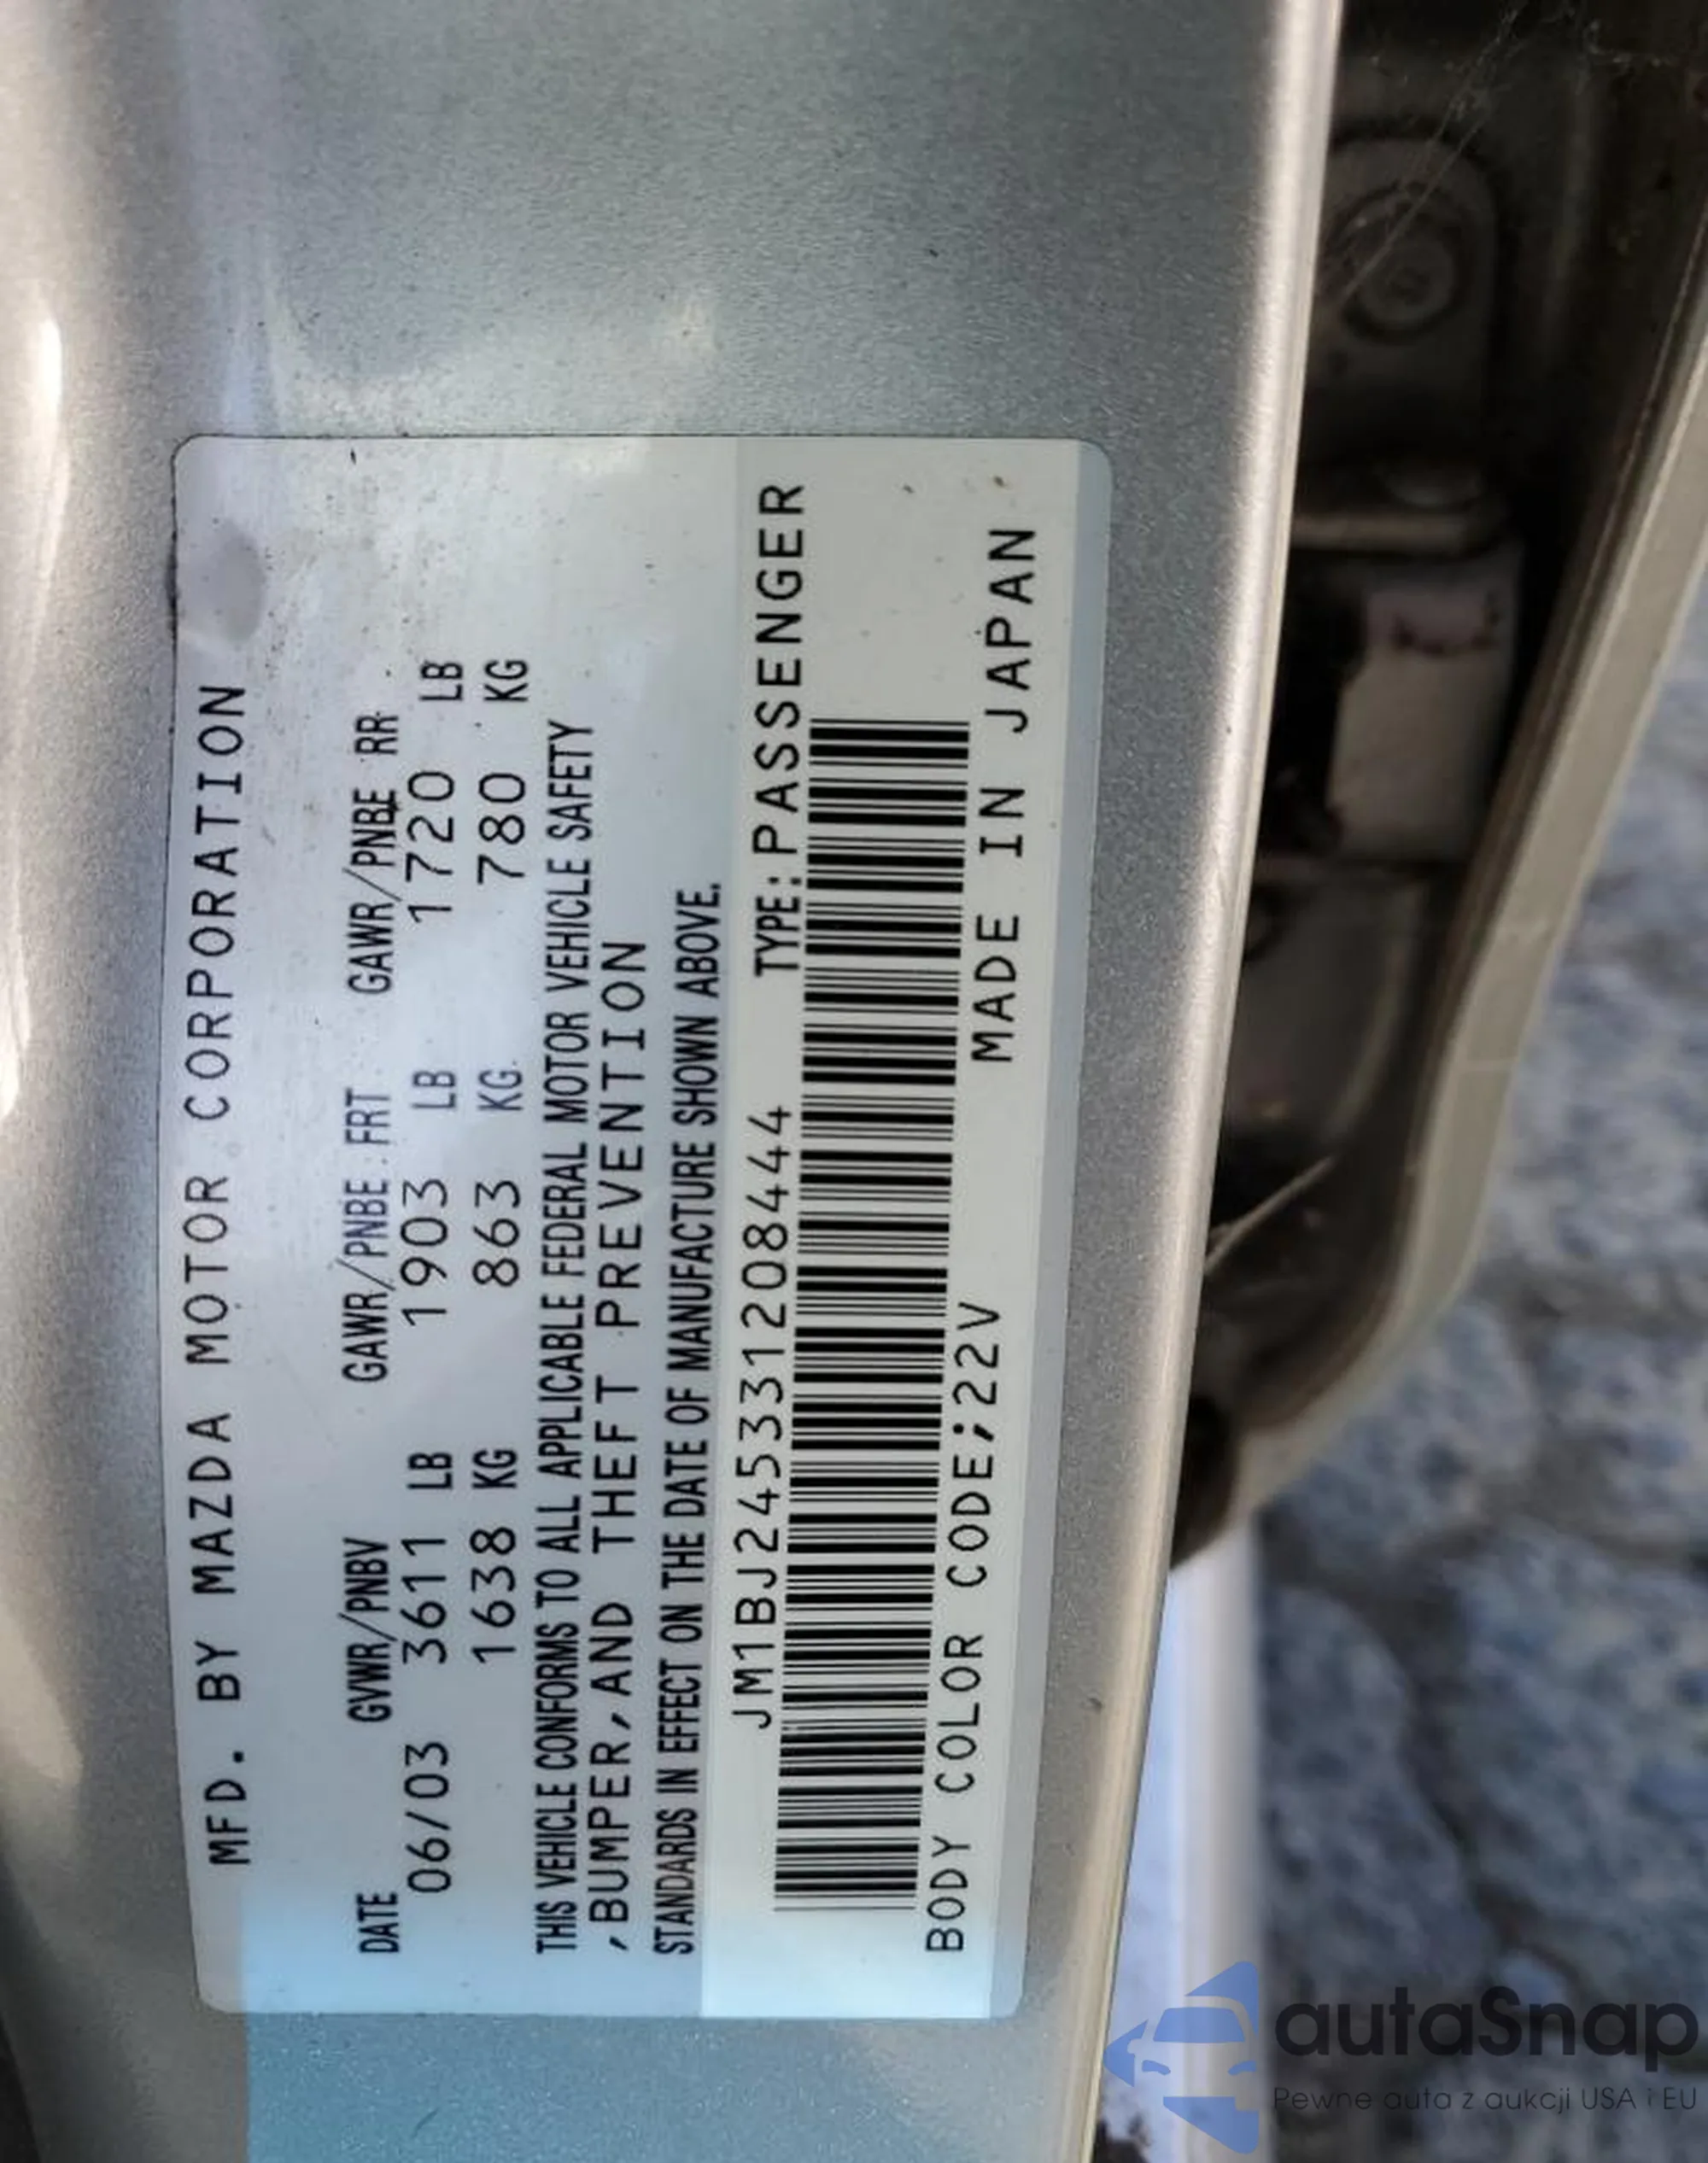 MFD. BY MAZDA MOTOR CORPORATION
DATE GVWR/PNBV GAWR/PNBE FRT GAWR/PNBE RR
06/03 3611 LB 1903 LB 1720 LB
1638 KG 863 KG 780 KG
THIS VEHICLE CONFORMS TO ALL APPLICABLE FEDERAL MOTOR VEHICLE SAFETY
,BUMPER,AND THEFT PREVENTION
STANDARDS IN EFFECT ON THE DATE OF MANUFACTURE SHOWN ABOVE.
JM1BJ245331208444 TYPE:PASSENGER
BODY COLOR CODE;22V MADE IN JAPAN
autaSnap
Pewne auta z aukcji USA i EU